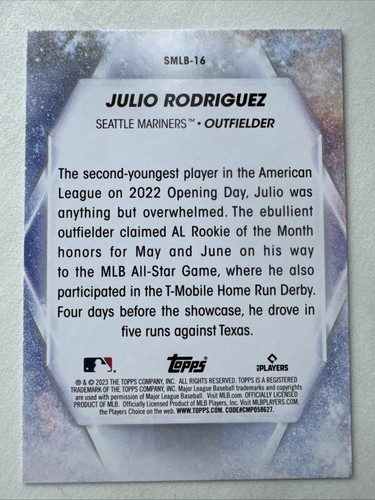 SMLB-16
JULIO RODRIGUEZ
SEATTLE MARINERS™ • OUTFIELDER
The second-youngest player in the American
League on 2022 Opening Day, Julio was
anything but overwhelmed. The ebullient
outfielder claimed AL Rookie of the Month
honors for May and June on his way
to the MLB All-Star Game, where he also
participated in the T-Mobile Home Run Derby.
Four days before the showcase, he drove in
five runs against Texas.
Topps
PLAYERS
® & © 2023 THE TOPPS COMPANY, INC. ALL RIGHTS RESERVED. TOPPS IS A REGISTERED
TRADEMARK OF THE TOPPS COMPANY, INC. Major League Baseball trademarks and copyrights
are used with permission of Major League Baseball. Visit MLB.com. OFFICIALLY LICENSED
PRODUCT OF MLB. Officially Licensed Product of MLB Players, Inc. Visit MLBPLAYERS.COM,
the Players Choice on the web. WWW.TOPPS.COM. CODE#CMP058627.